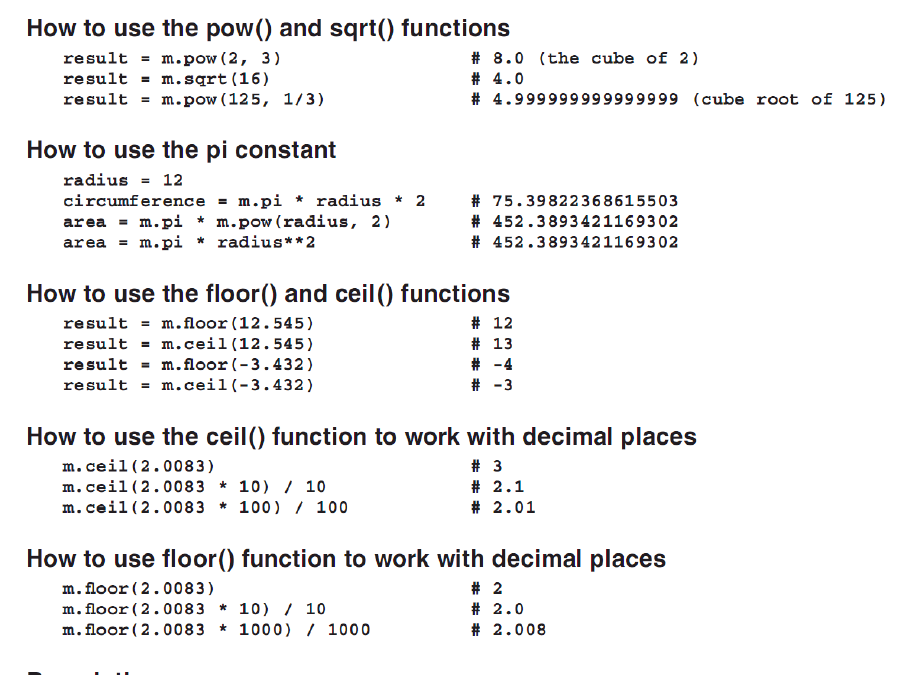 How to use the pow() and sqrt() functions
result = m.pow(2, 3) # 8.0 (the cube of 2)
result = m.sqrt(16) # 4.0
result = m.pow(125, 1/3) # 4.999999999999999 (cube root of 125)
How to use the pi constant
radius = 12
circumference = m.pi * radius * 2 # 75.39822368615503
area = m.pi * m.pow(radius, 2) # 452.3893421169302
area = m.pi * radius**2 # 452.3893421169302
How to use the floor() and ceil() functions
result = m.floor(12.545) # 12
result = m.ceil(12.545) # 13
result = m.floor(-3.432) # -4
result = m.ceil(-3.432) # -3
How to use the ceil() function to work with decimal places
m.ceil(2.0083) # 3
m.ceil(2.0083 * 10) / 10 # 2.1
m.ceil(2.0083 * 100) / 100 # 2.01
How to use floor() function to work with decimal places
m.floor(2.0083) # 2
m.floor(2.0083 * 10) / 10 # 2.0
m.floor(2.0083 * 1000) / 1000 # 2.008